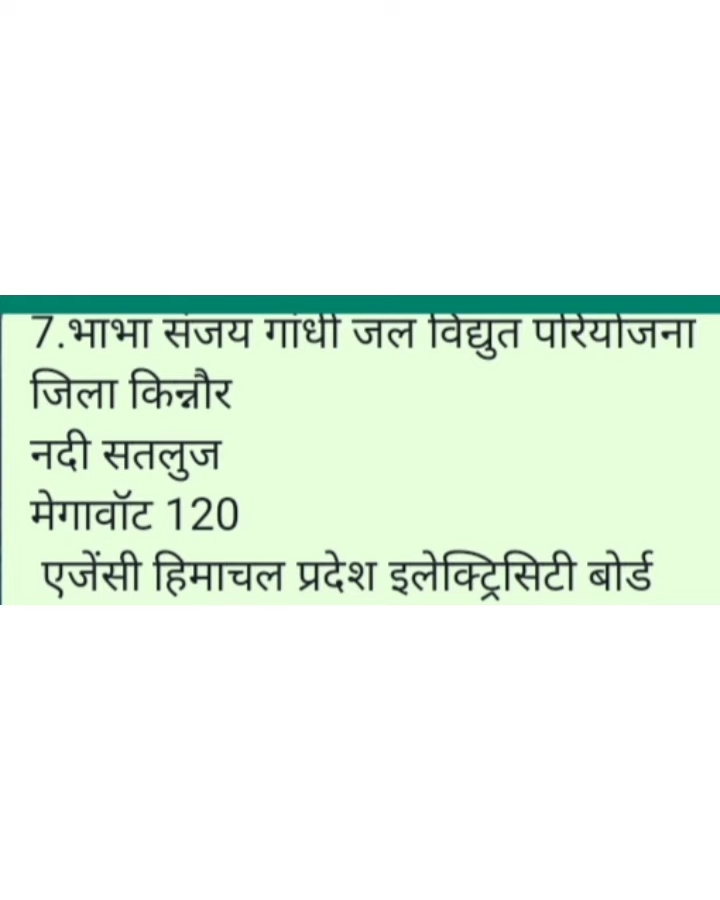 7.भाभा संजय गांधी जल विद्युत परियोजना
जिला किन्नौर
नदी सतलुज
मेगावॉट 120
एजेंसी हिमाचल प्रदेश इलेक्ट्रिसिटी बोर्ड